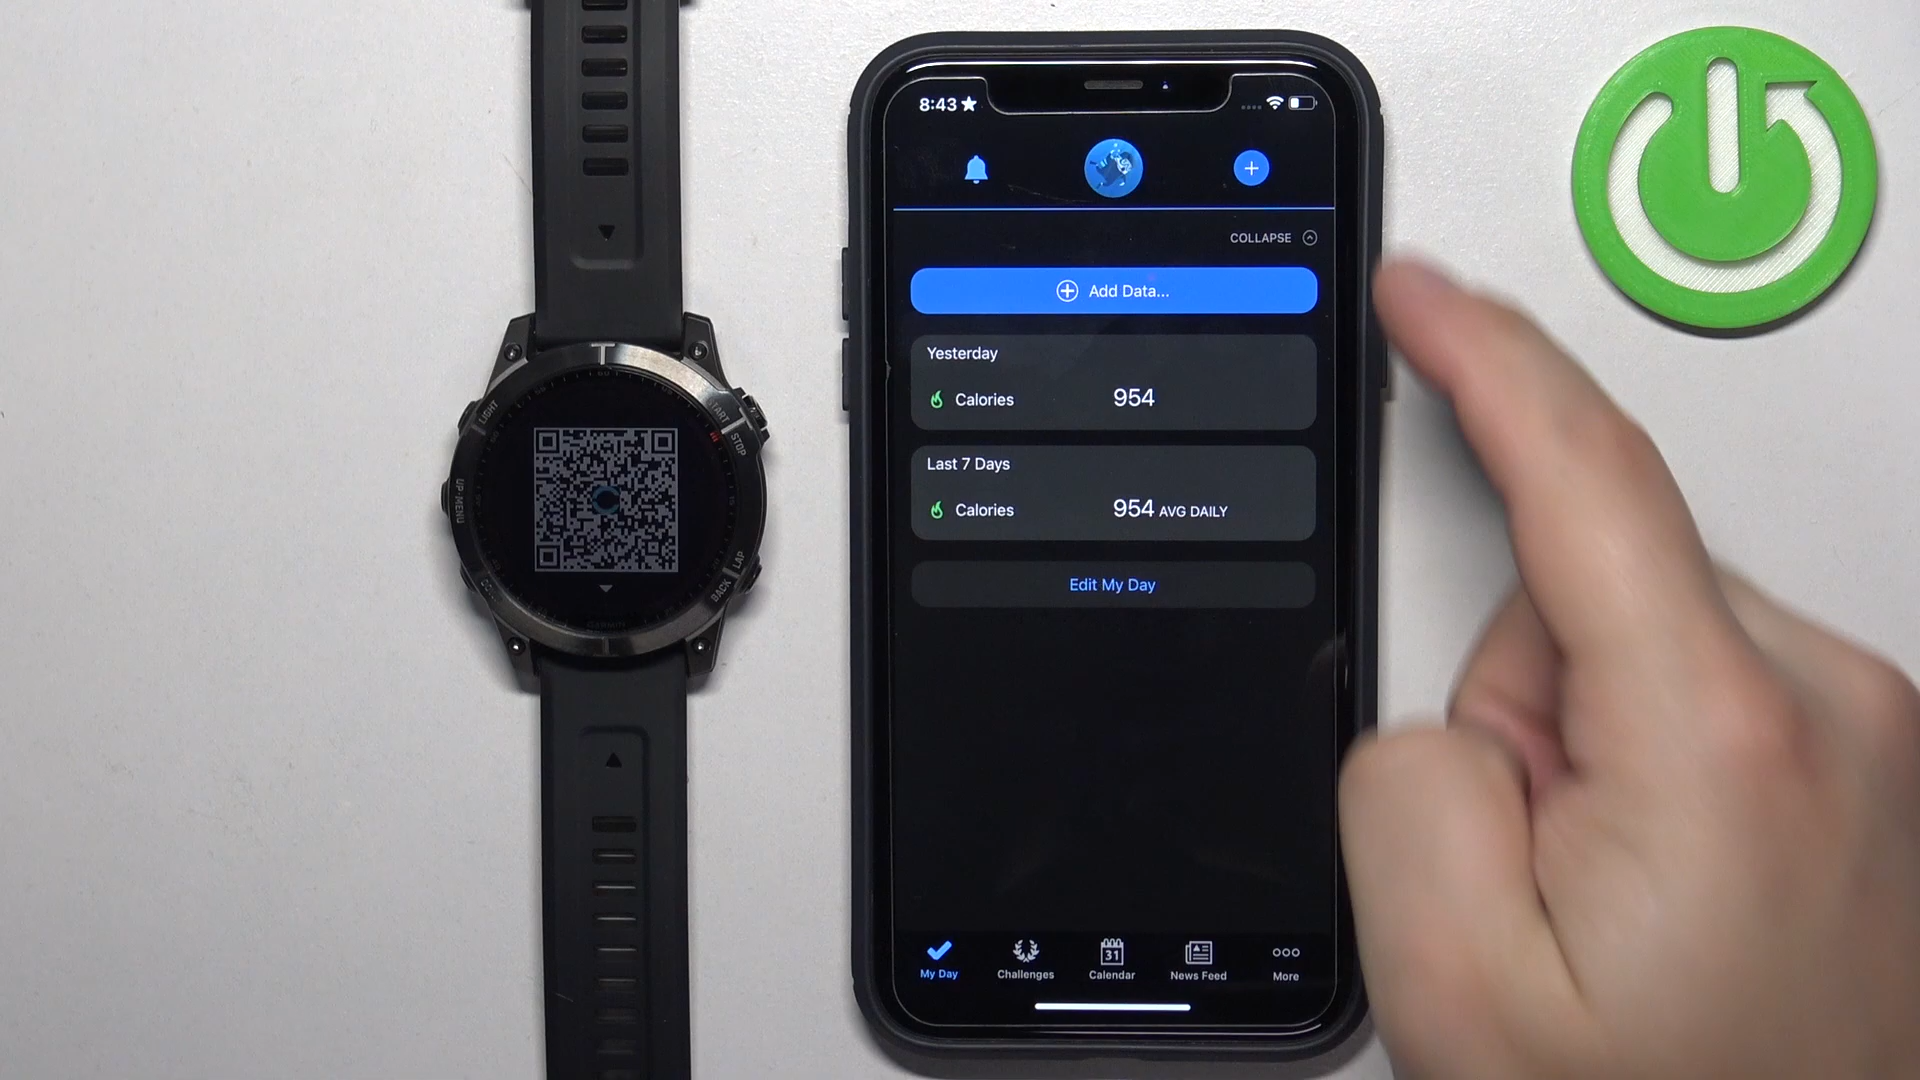 LIGHT
START
STOP
UP·MENU
LAP
BACK
GARMIN
8:43
COLLAPSE
Add Data...
Yesterday
Calories 954
Last 7 Days
Calories 954 AVG DAILY
Edit My Day
31
My Day Challenges Calendar News Feed More